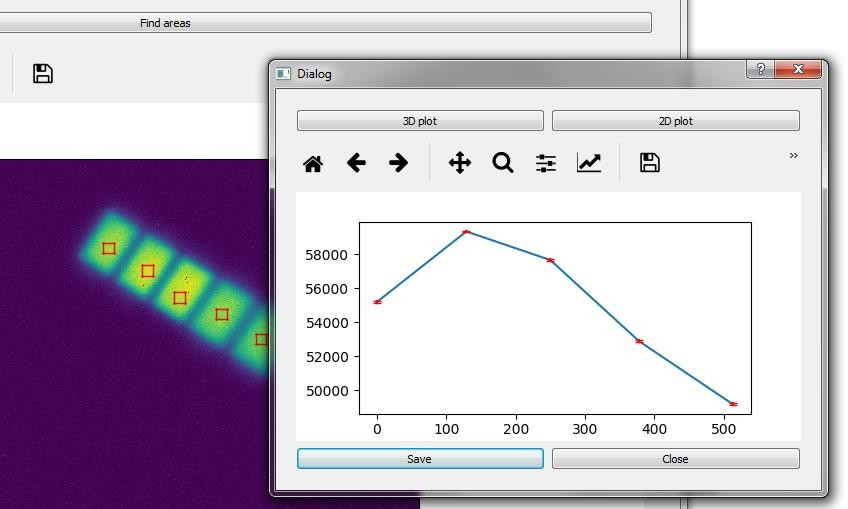 Find areas
Dialog
?
3D plot
2D plot
»
58000
56000
54000
52000
50000
0 100 200 300 400 500
Save
Close